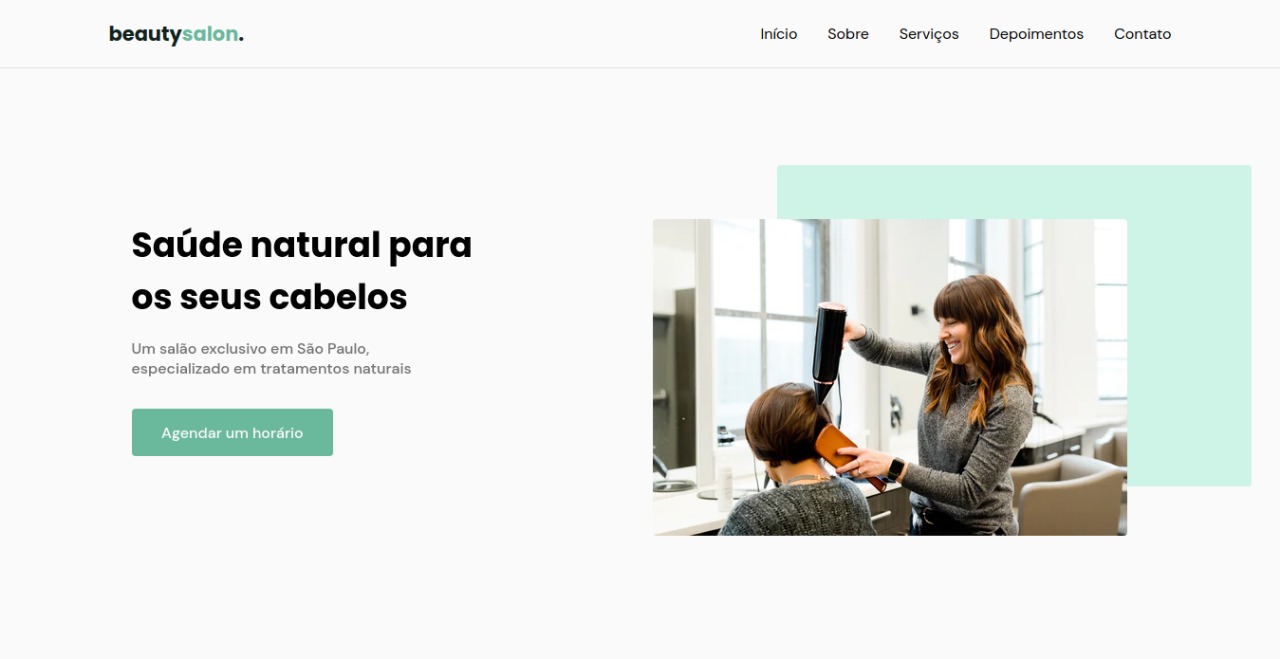 beautysalon.
Início Sobre Serviços Depoimentos Contato
Saúde natural para
os seus cabelos
Um salão exclusivo em São Paulo,
especializado em tratamentos naturais
Agendar um horário